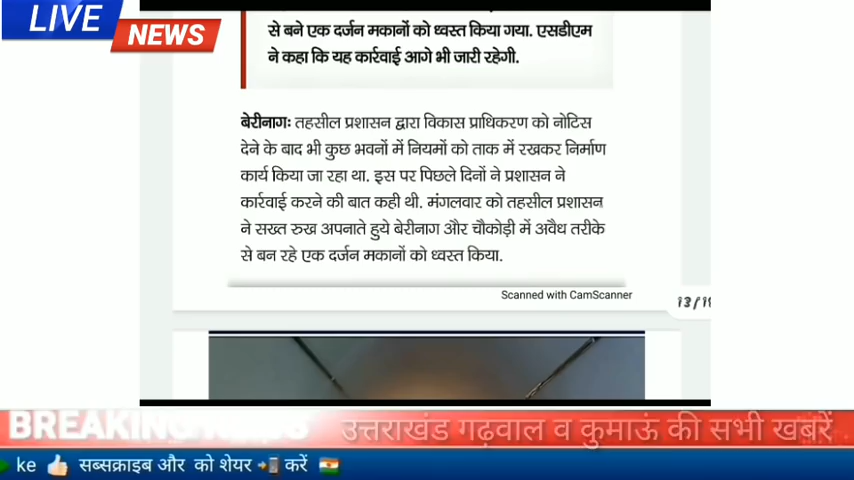 LIVE
NEWS
से बने एक दर्जन मकानों को ध्वस्त किया गया. एसडीएम
ने कहा कि यह कार्रवाई आगे भी जारी रहेगी.
बेरीनागः तहसील प्रशासन द्वारा विकास प्राधिकरण को नोटिस
देने के बाद भी कुछ भवनों में नियमों को ताक में रखकर निर्माण
कार्य किया जा रहा था. इस पर पिछले दिनों ने प्रशासन ने
कार्रवाई करने की बात कही थी. मंगलवार को तहसील प्रशासन
ने सख्त रुख अपनाते हुये बेरीनाग और चौकोड़ी में अवैध तरीके
से बन रहे एक दर्जन मकानों को ध्वस्त किया.
Scanned with CamScanner
BREAKING NEWS उत्तराखंड गढ़वाल व कुमाऊं की सभी खबरें
ke 👍🏻 सब्सक्राइब और को शेयर 📲 करें 🇮🇳